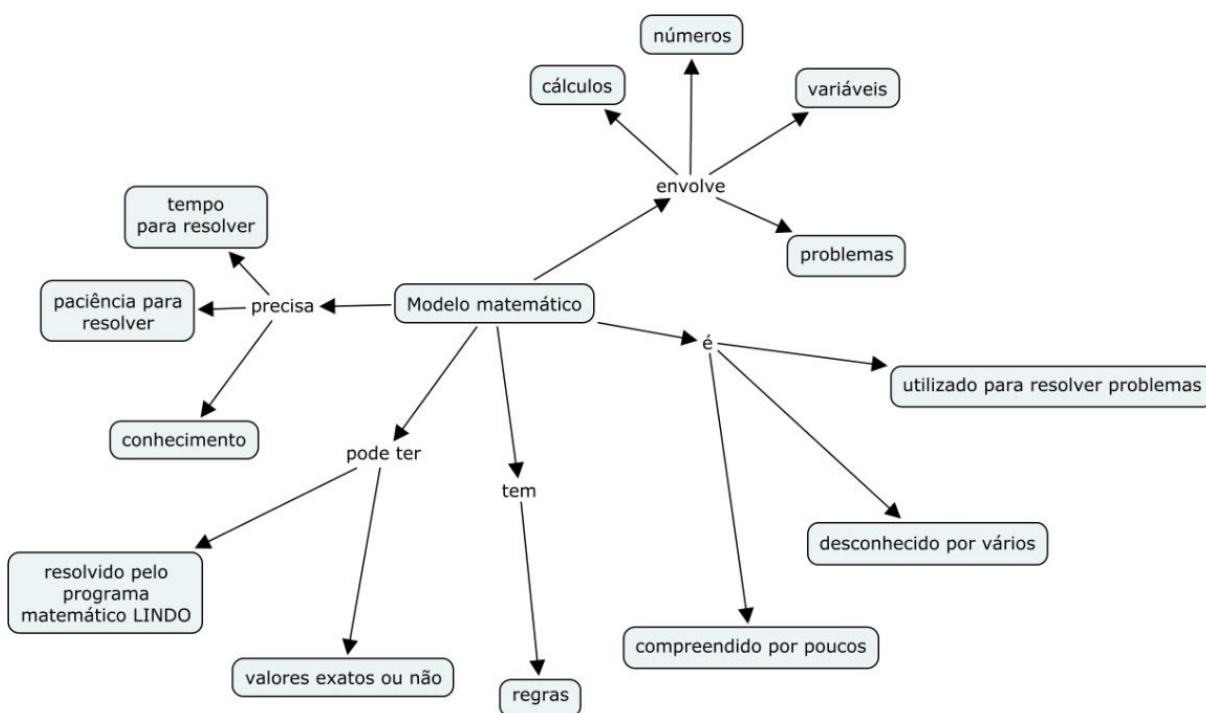 números
cálculos
variáveis
envolve
tempo
para resolver
problemas
paciência para
resolver
precisa
Modelo matemático
é
utilizado para resolver problemas
conhecimento
pode ter
tem
desconhecido por vários
resolvido pelo
programa
matemático LINDO
compreendido por poucos
valores exatos ou não
regras